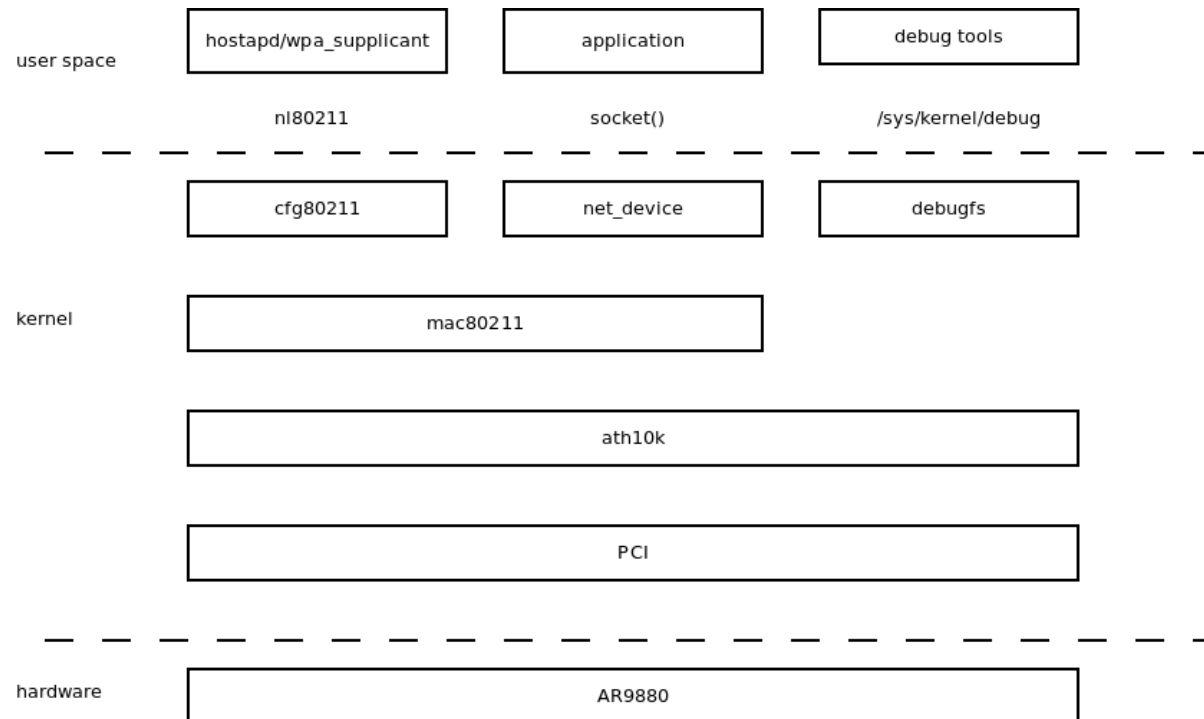 user space
hostapd/wpa_supplicant
application
debug tools
nl80211
socket()
/sys/kernel/debug
cfg80211
net_device
debugfs
kernel
mac80211
ath10k
PCI
hardware
AR9880